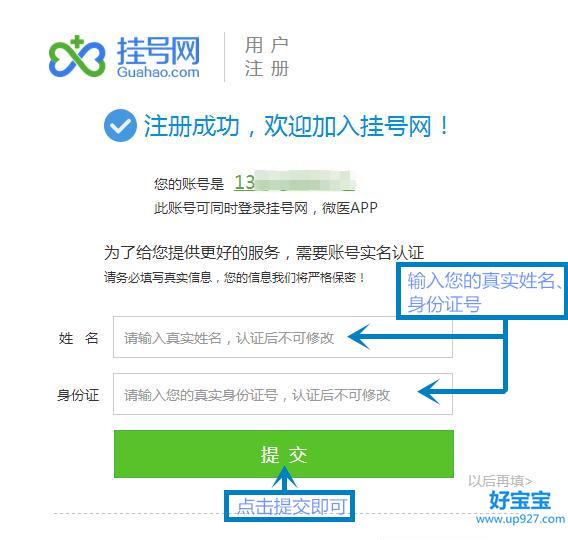 挂号网
Guahao.com
用户
注册
注册成功，欢迎加入挂号网！
您的账号是 13
此账号可同时登录挂号网，微医APP
为了给您提供更好的服务，需要账号实名认证
请务必填写真实信息，您的信息我们将严格保密！
输入您的真实姓名、
身份证号
姓 名 请输入真实姓名，认证后不可修改
身份证 请输入您的真实身份证号，认证后不可修改
提 交
以后再填>
点击提交即可
好宝宝
www.up927.com